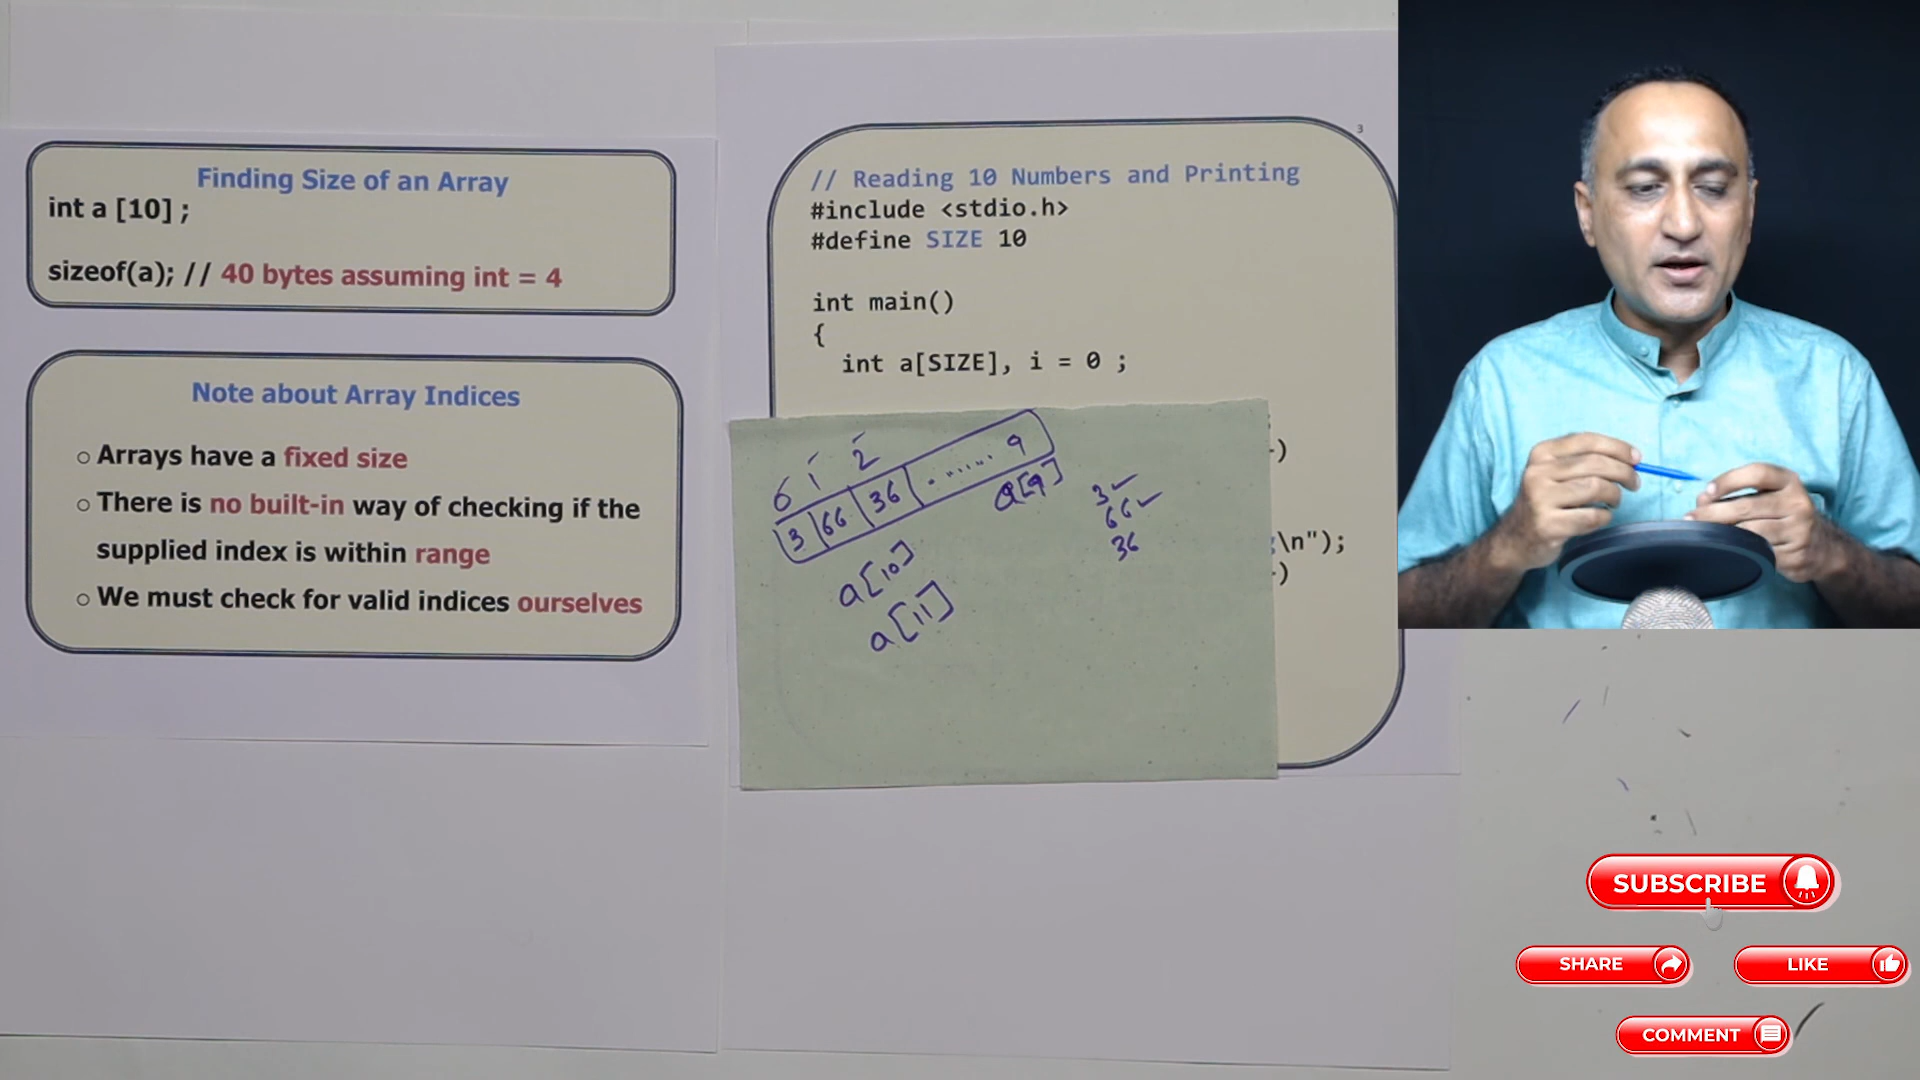 Finding Size of an Array
int a [10] ;
sizeof(a); // 40 bytes assuming int = 4
Note about Array Indices
○ Arrays have a fixed size
○ There is no built-in way of checking if the
supplied index is within range
○ We must check for valid indices ourselves
3
// Reading 10 Numbers and Printing
#include <stdio.h>
#define SIZE 10
int main()
{
int a[SIZE], i = 0 ;
)
\n");
)
0 1 2
3 66 36 ....... 9
a[9]
a[10]
a[11]
3 ✓
66 ✓
36
SUBSCRIBE
SHARE
LIKE
COMMENT